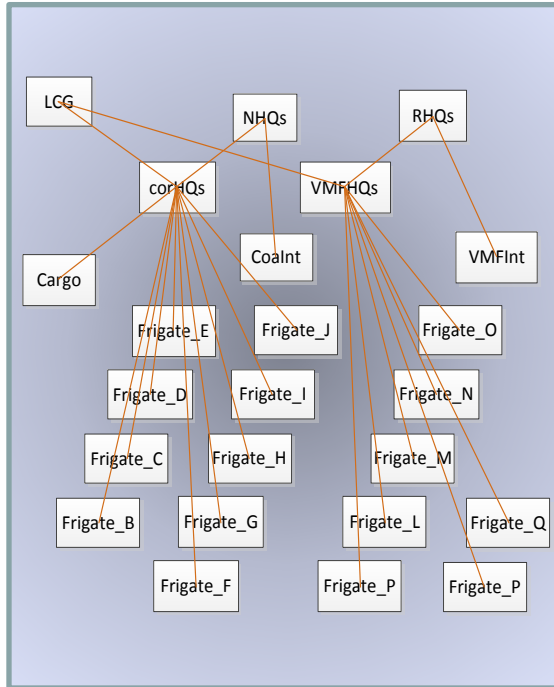 LCG
NHQs
RHQs
corHQs
VMFHQs
Cargo
CoaInt
VMFInt
Frigate_E
Frigate_J
Frigate_O
Frigate_D
Frigate_I
Frigate_N
Frigate_C
Frigate_H
Frigate_M
Frigate_B
Frigate_G
Frigate_L
Frigate_Q
Frigate_F
Frigate_P
Frigate_P